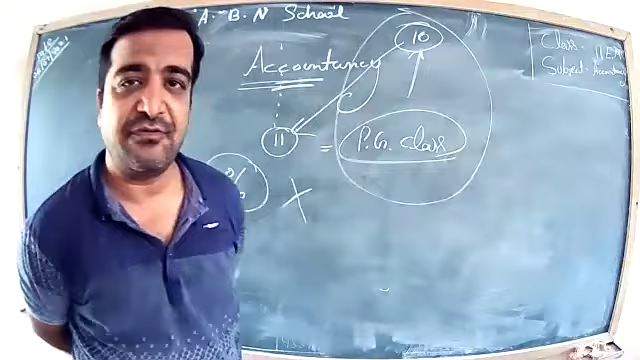 A. B. N School
Class - 11th
Subject - Accountancy
10
Accountancy
11
= P.G. class
%
X